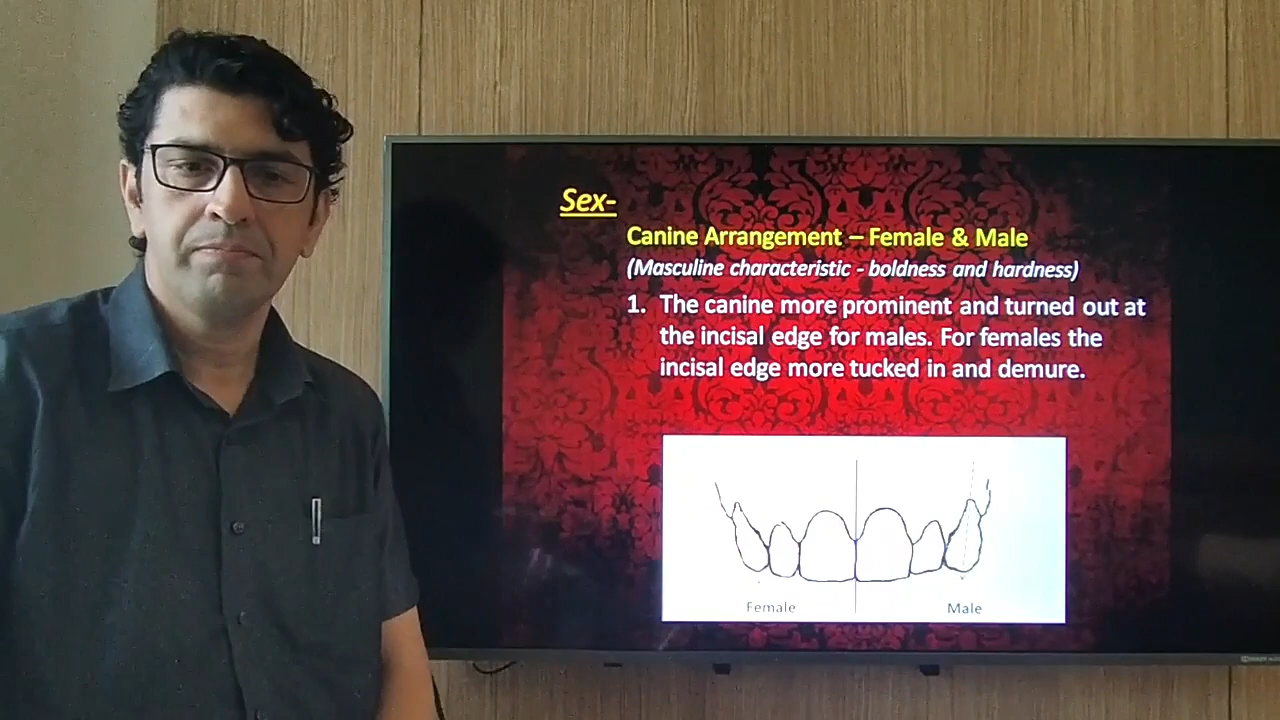 Sex-
Canine Arrangement – Female & Male
(Masculine characteristic - boldness and hardness)
1. The canine more prominent and turned out at
the incisal edge for males. For females the
incisal edge more tucked in and demure.
Female Male